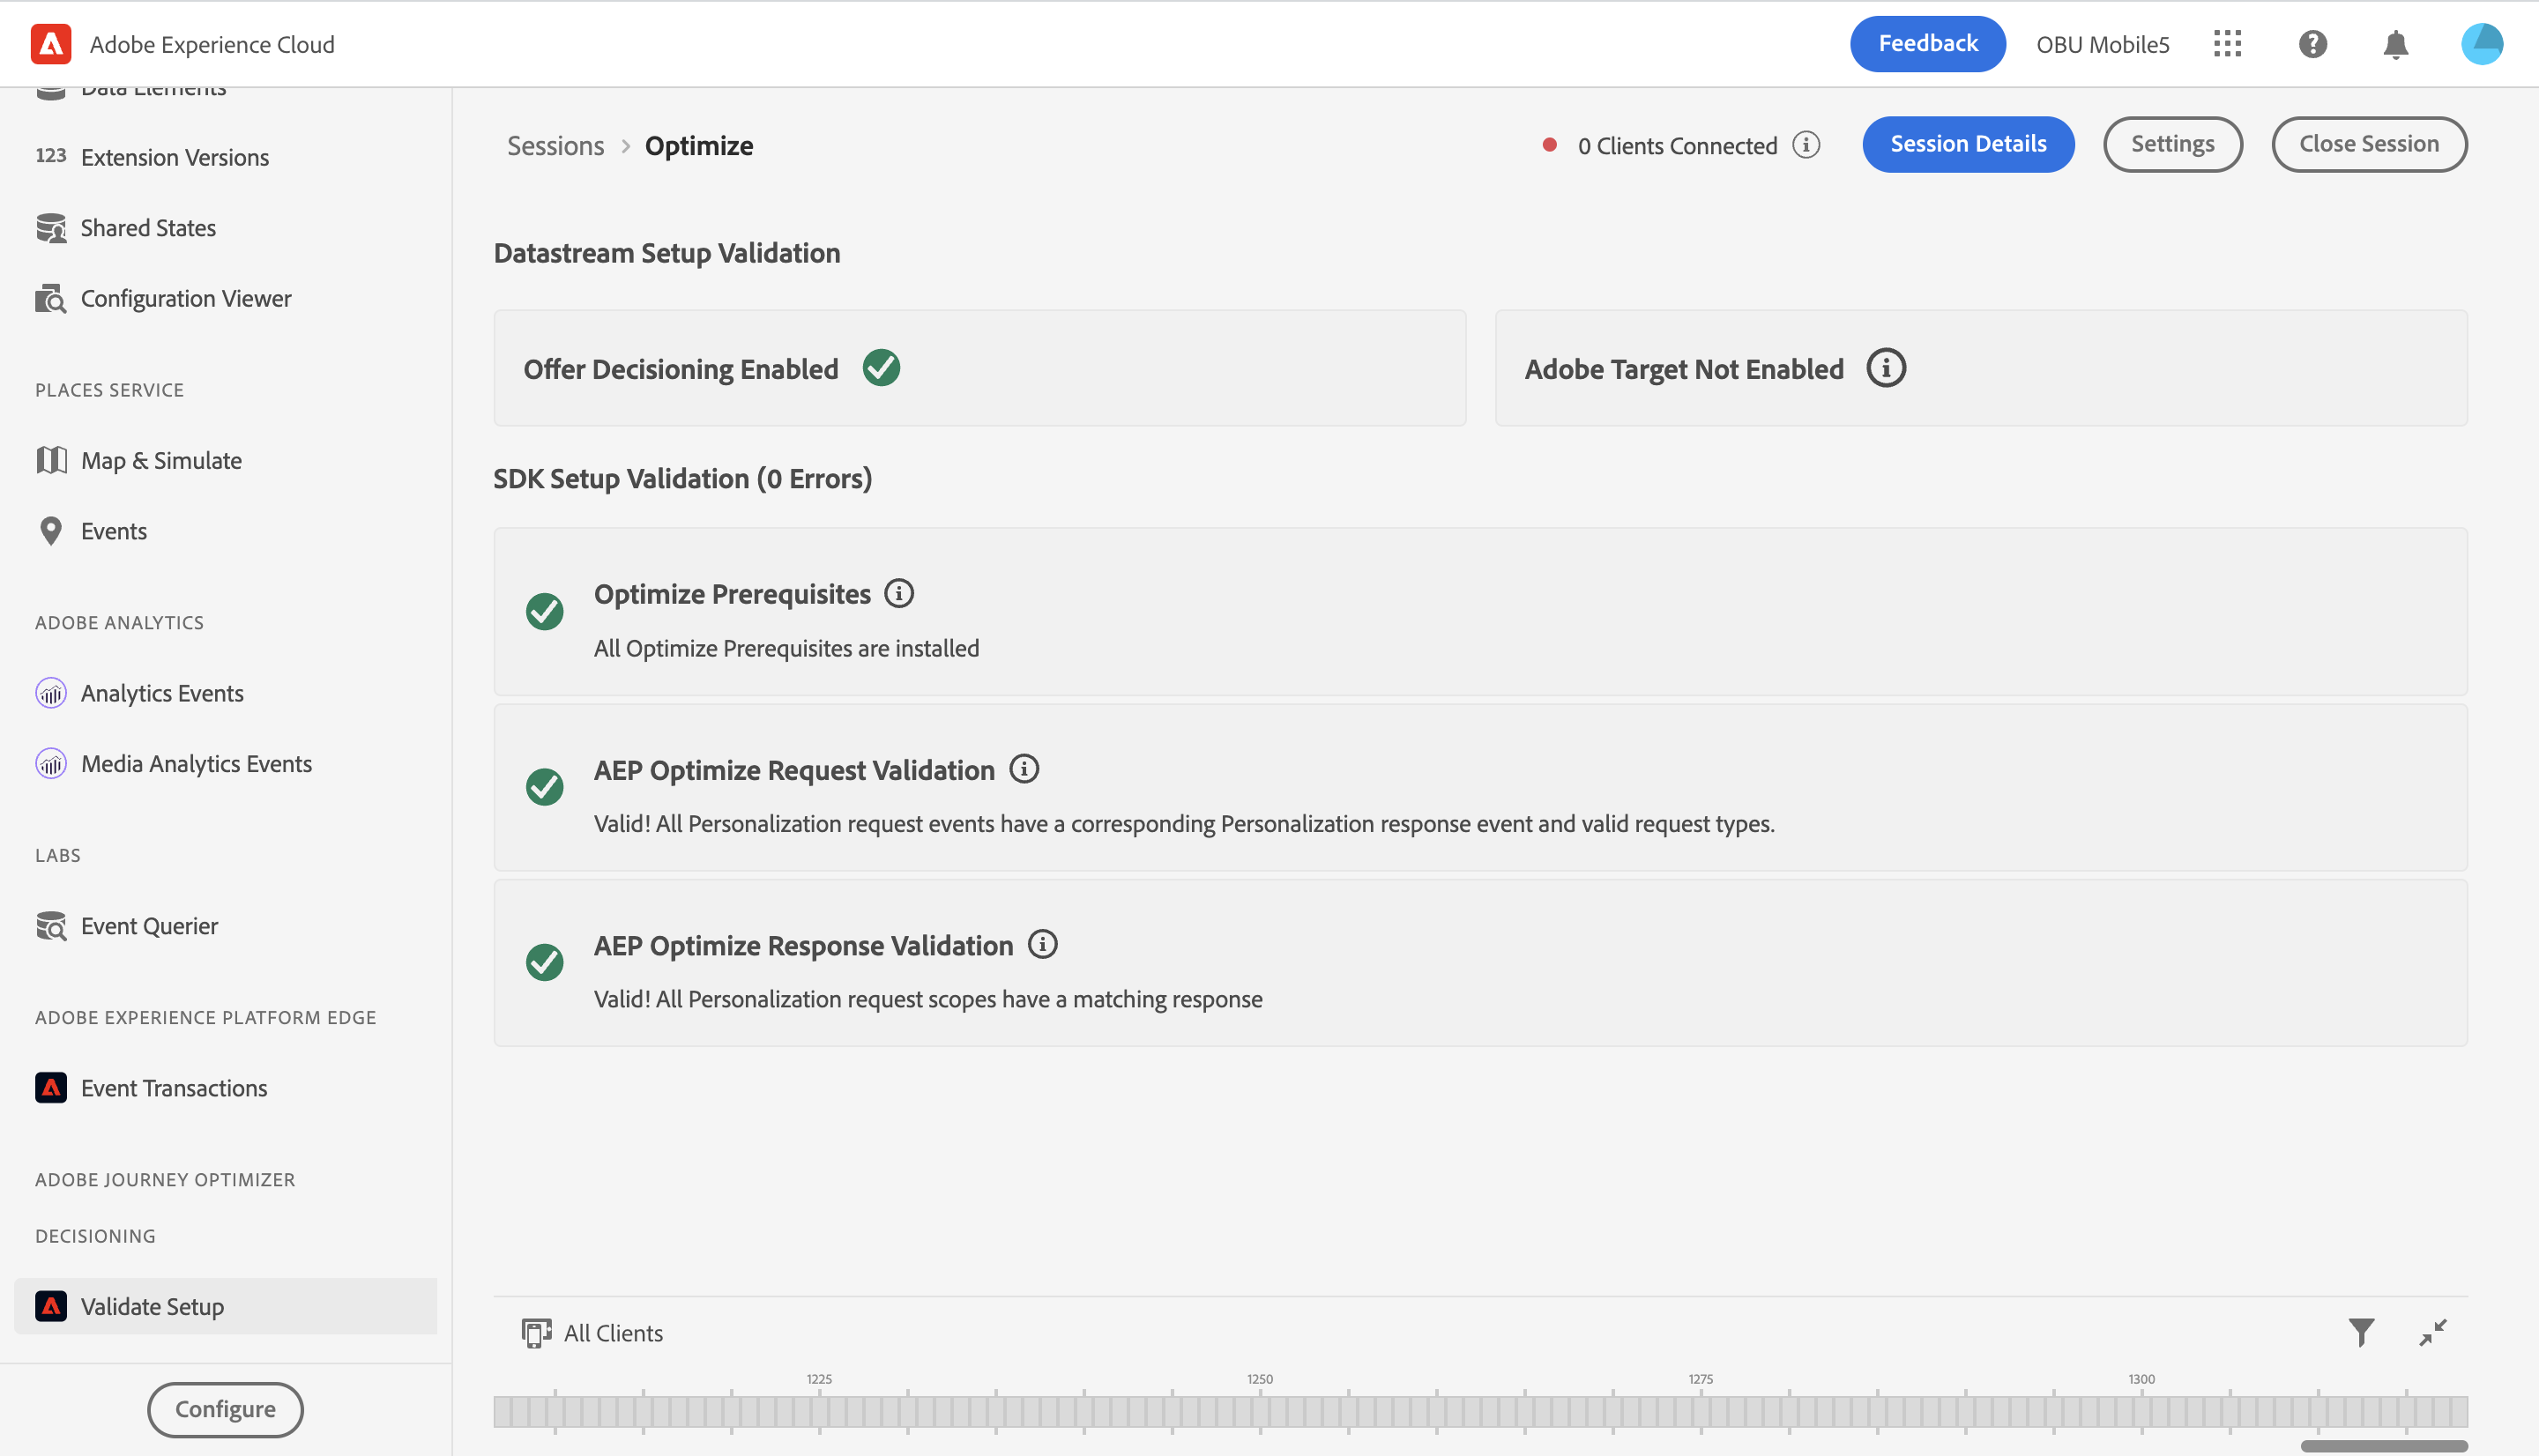 Adobe Experience Cloud
Feedback
OBU Mobile5
Data Elements
123 Extension Versions
Shared States
Configuration Viewer
PLACES SERVICE
Map & Simulate
Events
ADOBE ANALYTICS
Analytics Events
Media Analytics Events
LABS
Event Querier
ADOBE EXPERIENCE PLATFORM EDGE
Event Transactions
ADOBE JOURNEY OPTIMIZER
DECISIONING
Validate Setup
Configure
Sessions > Optimize
0 Clients Connected
Session Details
Settings
Close Session
Datastream Setup Validation
Offer Decisioning Enabled
Adobe Target Not Enabled
SDK Setup Validation (0 Errors)
Optimize Prerequisites
All Optimize Prerequisites are installed
AEP Optimize Request Validation
Valid! All Personalization request events have a corresponding Personalization response event and valid request types.
AEP Optimize Response Validation
Valid! All Personalization request scopes have a matching response
All Clients
1225 1250 1275 1300